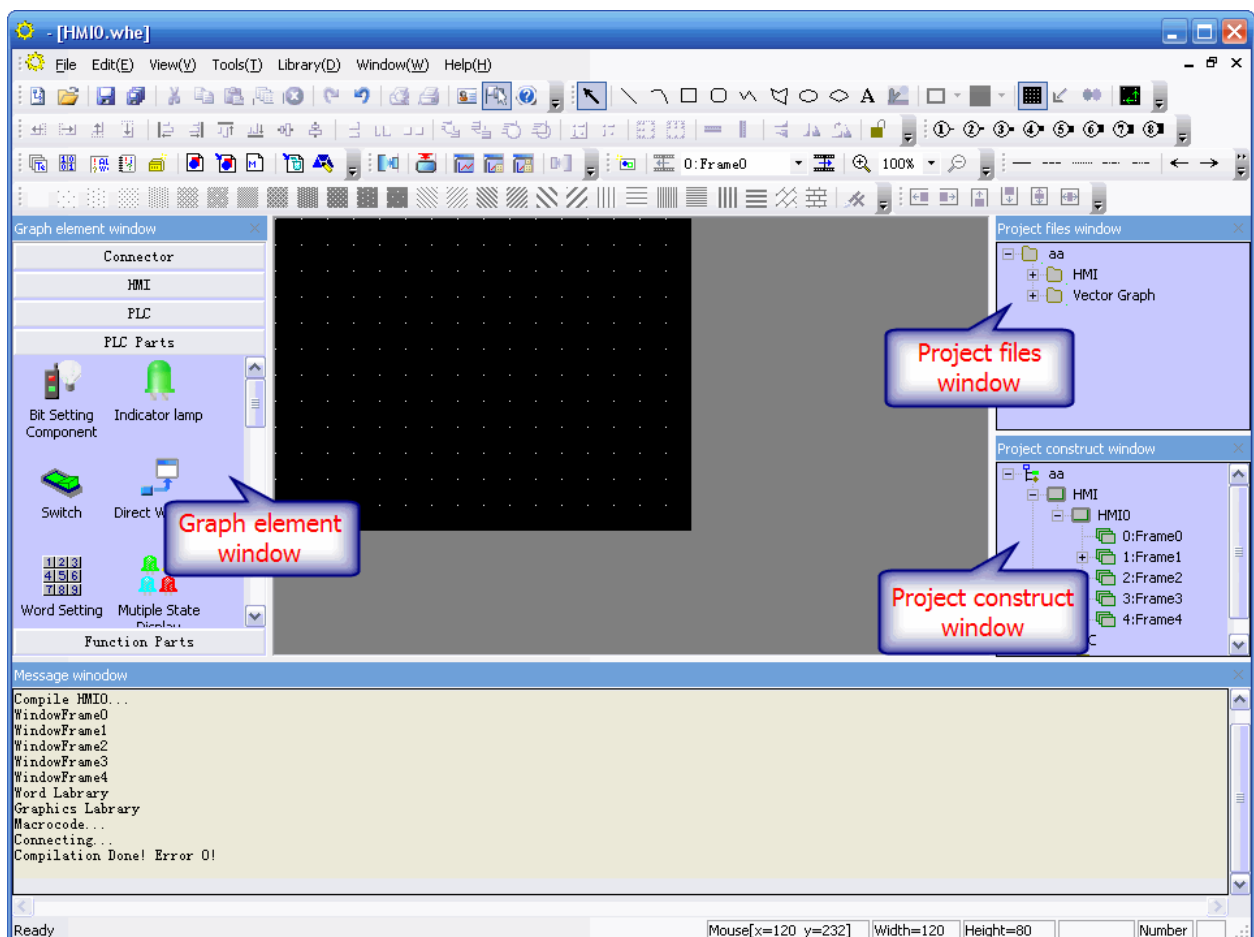 - [HMI0.whe]
File Edit(E) View(V) Tools(T) Library(D) Window(W) Help(H)
0:Frame0 100%
Graph element window
Connector
HMI
PLC
PLC Parts
Bit Setting
Component
Indicator lamp
Switch
Direct W
Word Setting
Mutiple State
Display
Function Parts
Graph element
window
Project files window
aa
HMI
Vector Graph
Project files
window
Project construct window
aa
HMI
HMI0
0:Frame0
1:Frame1
2:Frame2
3:Frame3
4:Frame4
Project construct
window
Message winodow
Compile HMI0...
WindowFrame0
WindowFrame1
WindowFrame2
WindowFrame3
WindowFrame4
Word Labrary
Graphics Labrary
Macrocode...
Connecting...
Compilation Done! Error 0!
Ready
Mouse[x=120 y=232] Width=120 Height=80 Number